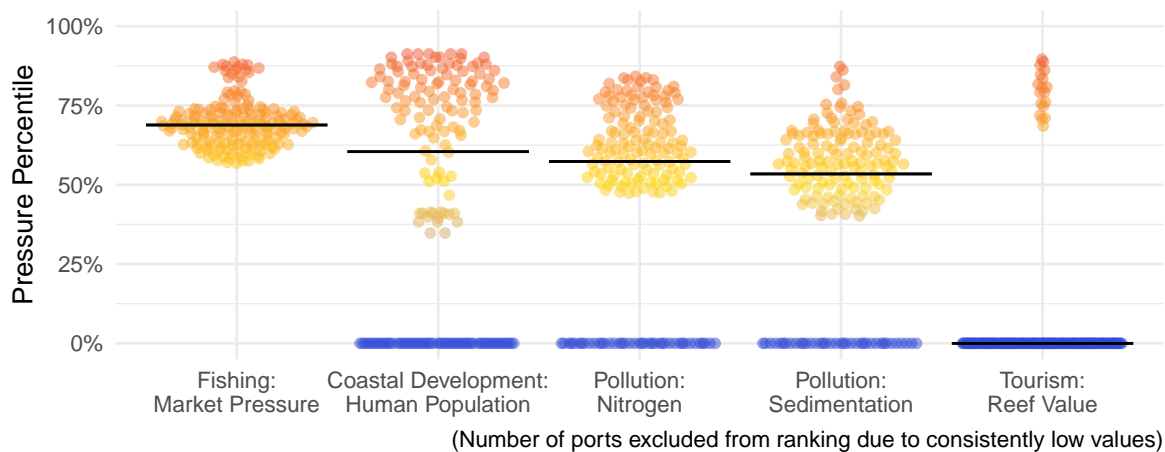 Pressure Percentile
100%
75%
50%
25%
0%
Fishing:
Market Pressure
Coastal Development:
Human Population
Pollution:
Nitrogen
Pollution:
Sedimentation
Tourism:
Reef Value
(Number of ports excluded from ranking due to consistently low values)